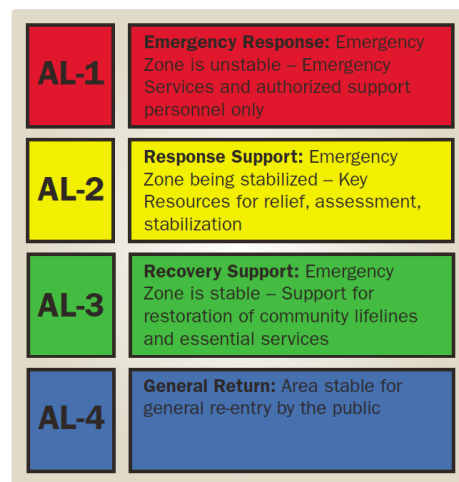 AL-1
Emergency Response: Emergency
Zone is unstable – Emergency
Services and authorized support
personnel only
AL-2
Response Support: Emergency
Zone being stabilized – Key
Resources for relief, assessment,
stabilization
AL-3
Recovery Support: Emergency
Zone is stable – Support for
restoration of community lifelines
and essential services
AL-4
General Return: Area stable for
general re-entry by the public